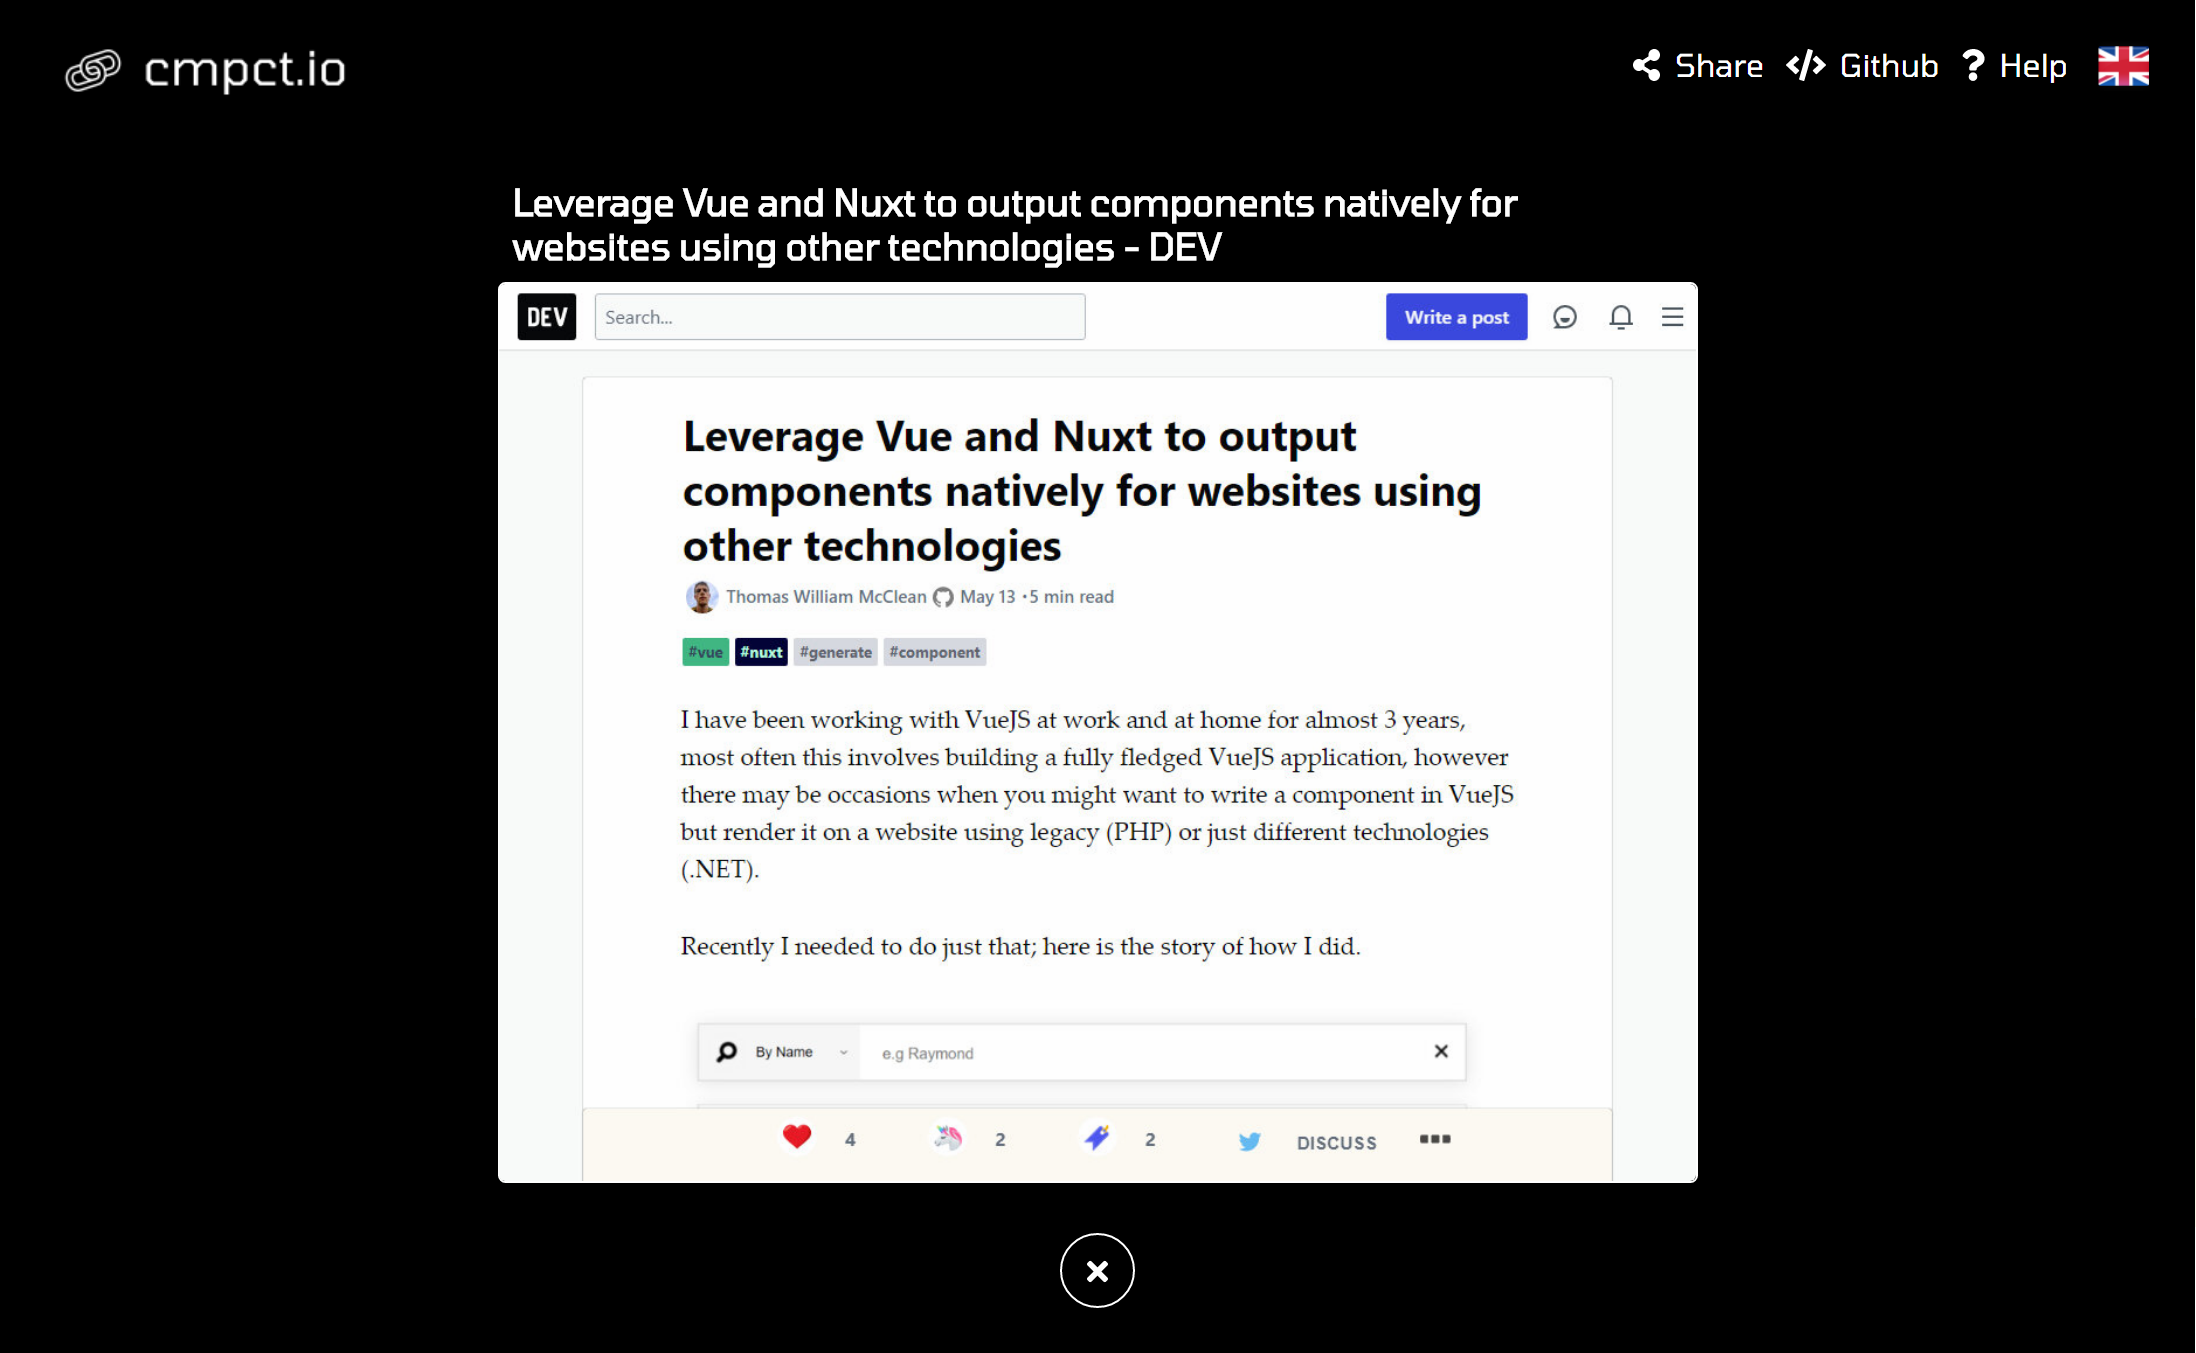 cmpct.io
Share
Github
Help
Leverage Vue and Nuxt to output components natively for
websites using other technologies - DEV
DEV
Search...
Write a post
Leverage Vue and Nuxt to output
components natively for websites using
other technologies
Thomas William McClean May 13 •5 min read
#vue #nuxt #generate #component
I have been working with VueJS at work and at home for almost 3 years,
most often this involves building a fully fledged VueJS application, however
there may be occasions when you might want to write a component in VueJS
but render it on a website using legacy (PHP) or just different technologies
(.NET).
Recently I needed to do just that; here is the story of how I did.
By Name
e.g Raymond
4
2
2
DISCUSS